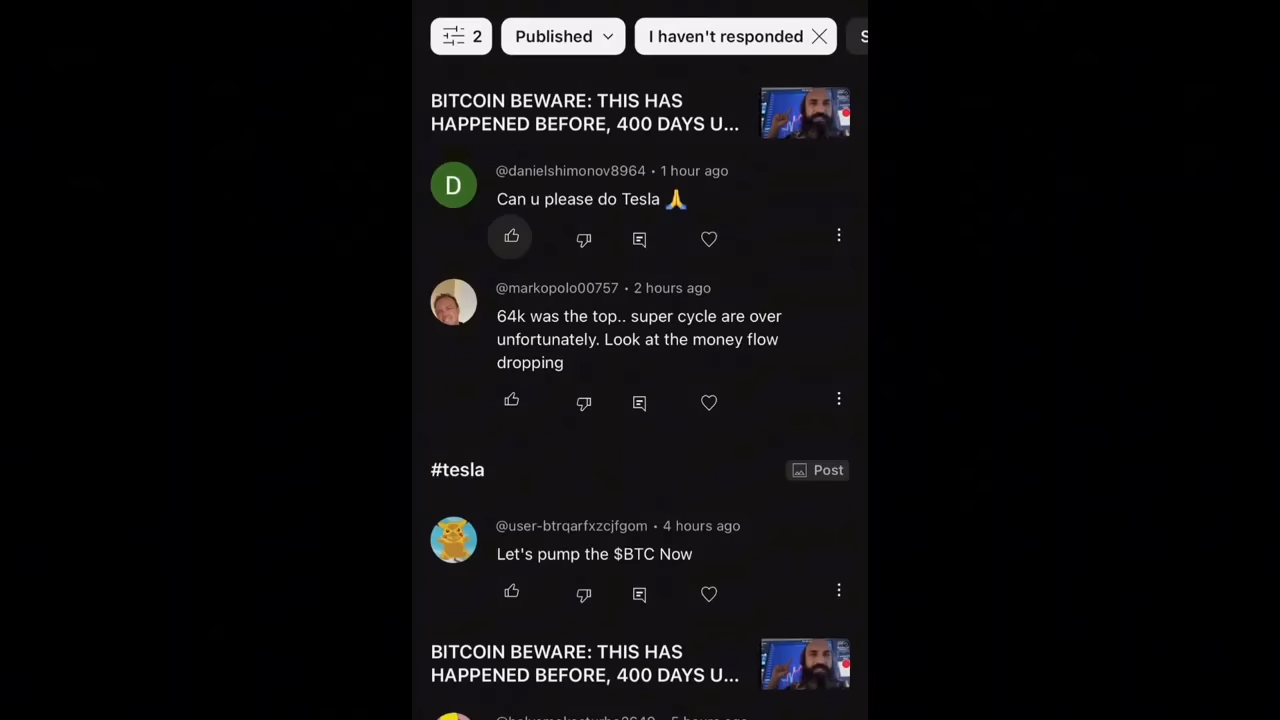 2
Published
I haven't responded
BITCOIN BEWARE: THIS HAS
HAPPENED BEFORE, 400 DAYS U...
D
@danielshimonov8964 • 1 hour ago
Can u please do Tesla 🙏
@markopolo00757 • 2 hours ago
64k was the top.. super cycle are over
unfortunately. Look at the money flow
dropping
#tesla
Post
@user-btrqarfxzcjfgom • 4 hours ago
Let's pump the $BTC Now
BITCOIN BEWARE: THIS HAS
HAPPENED BEFORE, 400 DAYS U...